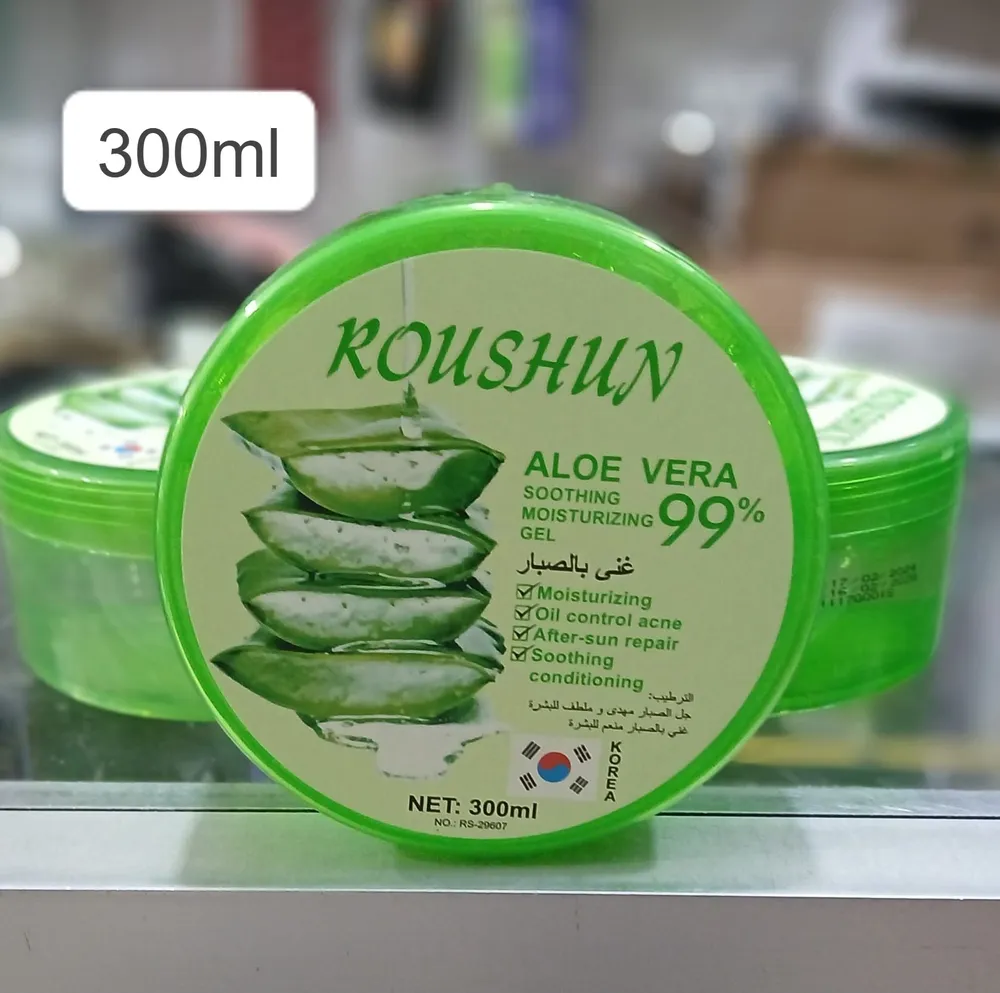 300ml
ROUSHUN
ALOE VERA
SOOTHING
MOISTURIZING 99%
GEL
غنى بالصبار
Moisturizing
Oil control acne
After-sun repair
Soothing
conditioning
الترطيب:
جل الصبار مهدى و ملطف للبشرة
غني بالصبار منعم للبشرة
KOREA
NET: 300ml
NO.: RS-29607